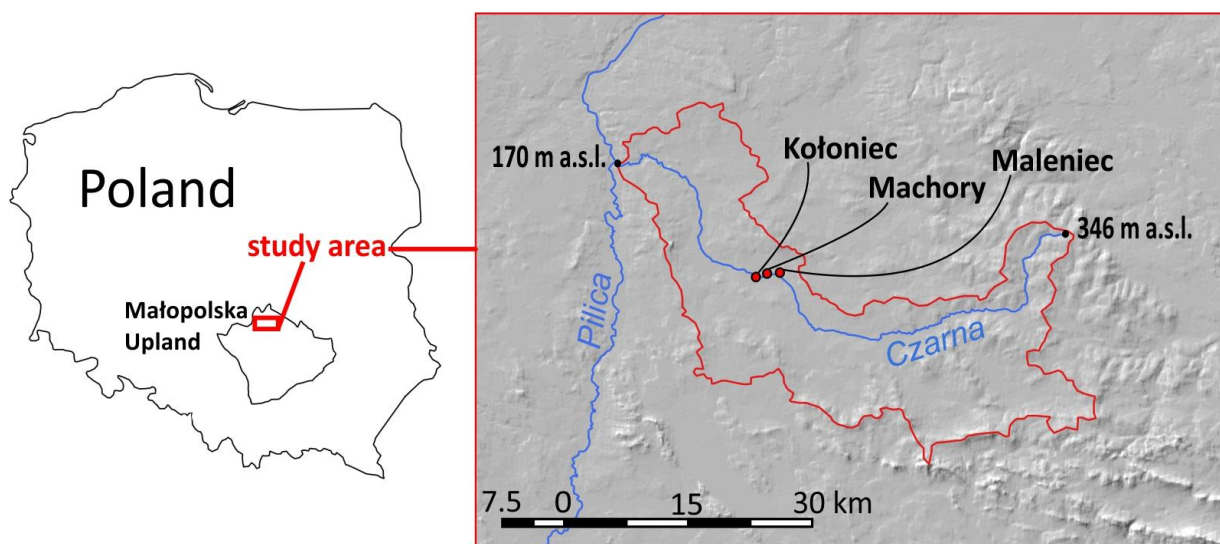 Poland
study area
Małopolska
Upland
170 m a.s.l.
Kołoniec
Machory
Maleniec
346 m a.s.l.
Pilica
Czarna
7.5 0 15 30 km